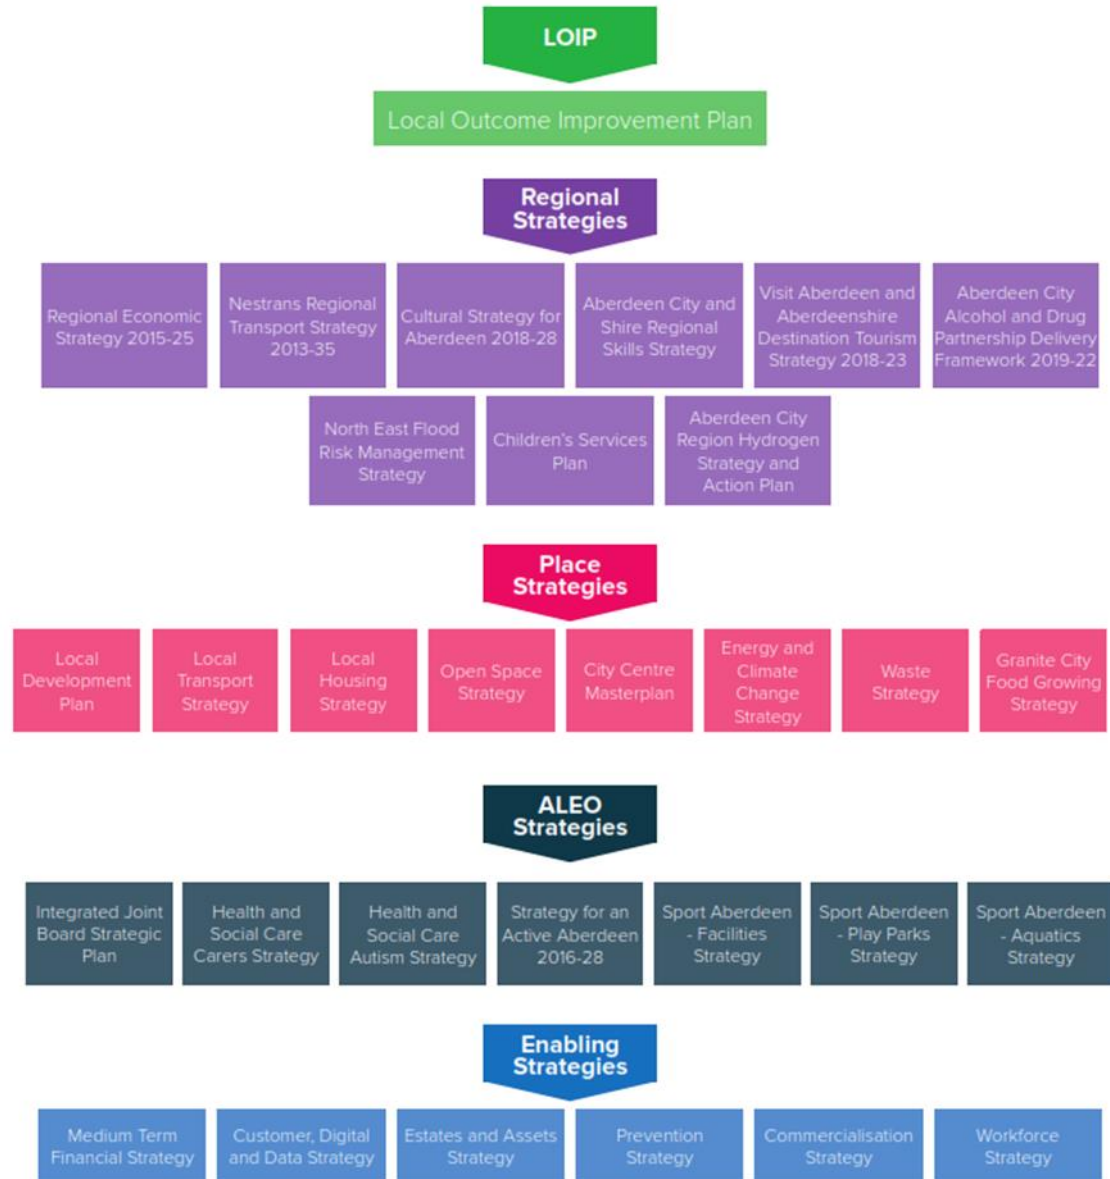 LOIP
Local Outcome Improvement Plan
Regional
Strategies
Regional Economic
Strategy 2015-25
Nestrans Regional
Transport Strategy
2013-35
Cultural Strategy for
Aberdeen 2018-28
Aberdeen City and
Shire Regional
Skills Strategy
Visit Aberdeen and
Aberdeenshire
Destination Tourism
Strategy 2018-23
Aberdeen City
Alcohol and Drug
Partnership Delivery
Framework 2019-22
North East Flood
Risk Management
Strategy
Children's Services
Plan
Aberdeen City
Region Hydrogen
Strategy and
Action Plan
Place
Strategies
Local
Development
Plan
Local
Transport
Strategy
Local
Housing
Strategy
Open Space
Strategy
City Centre
Masterplan
Energy and
Climate
Change
Strategy
Waste
Strategy
Granite City
Food Growing
Strategy
ALEO
Strategies
Integrated Joint
Board Strategic
Plan
Health and
Social Care
Carers Strategy
Health and
Social Care
Autism Strategy
Strategy for an
Active Aberdeen
2016-28
Sport Aberdeen
- Facilities
Strategy
Sport Aberdeen
- Play Parks
Strategy
Sport Aberdeen
- Aquatics
Strategy
Enabling
Strategies
Medium Term
Financial Strategy
Customer, Digital
and Data Strategy
Estates and Assets
Strategy
Prevention
Strategy
Commercialisation
Strategy
Workforce
Strategy